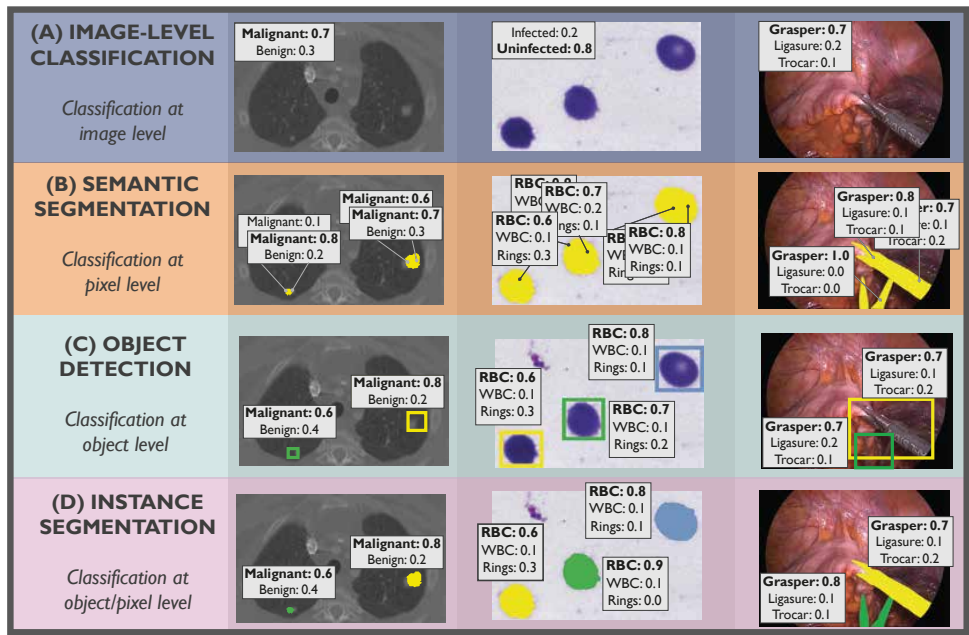 (A) IMAGE-LEVEL
CLASSIFICATION
Classification at
image level
Malignant: 0.7
Benign: 0.3
Infected: 0.2
Uninfected: 0.8
Grasper: 0.7
Ligasure: 0.2
Trocar: 0.1
(B) SEMANTIC
SEGMENTATION
Classification at
pixel level
Malignant: 0.1
Malignant: 0.8
Benign: 0.2
Malignant: 0.6
Malignant: 0.7
Benign: 0.3
RBC: 0.7
WBC: 0.2
RBC: 0.6
WBC: 0.1
Rings: 0.3
RBC: 0.8
WBC: 0.1
Rings: 0.1
Grasper: 0.8
Ligasure: 0.1
Trocar: 0.1
Grasper: 1.0
Ligasure: 0.0
Trocar: 0.0
(C) OBJECT
DETECTION
Classification at
object level
Malignant: 0.6
Benign: 0.4
Malignant: 0.8
Benign: 0.2
RBC: 0.8
WBC: 0.1
Rings: 0.1
RBC: 0.6
WBC: 0.1
Rings: 0.3
RBC: 0.7
WBC: 0.1
Rings: 0.2
Grasper: 0.7
Ligasure: 0.1
Trocar: 0.2
Grasper: 0.7
Ligasure: 0.2
Trocar: 0.1
(D) INSTANCE
SEGMENTATION
Classification at
object/pixel level
Malignant: 0.6
Benign: 0.4
Malignant: 0.8
Benign: 0.2
RBC: 0.8
WBC: 0.1
Rings: 0.1
RBC: 0.6
WBC: 0.1
Rings: 0.3
RBC: 0.9
WBC: 0.1
Rings: 0.0
Grasper: 0.7
Ligasure: 0.1
Trocar: 0.2
Grasper: 0.8
Ligasure: 0.1
Trocar: 0.1